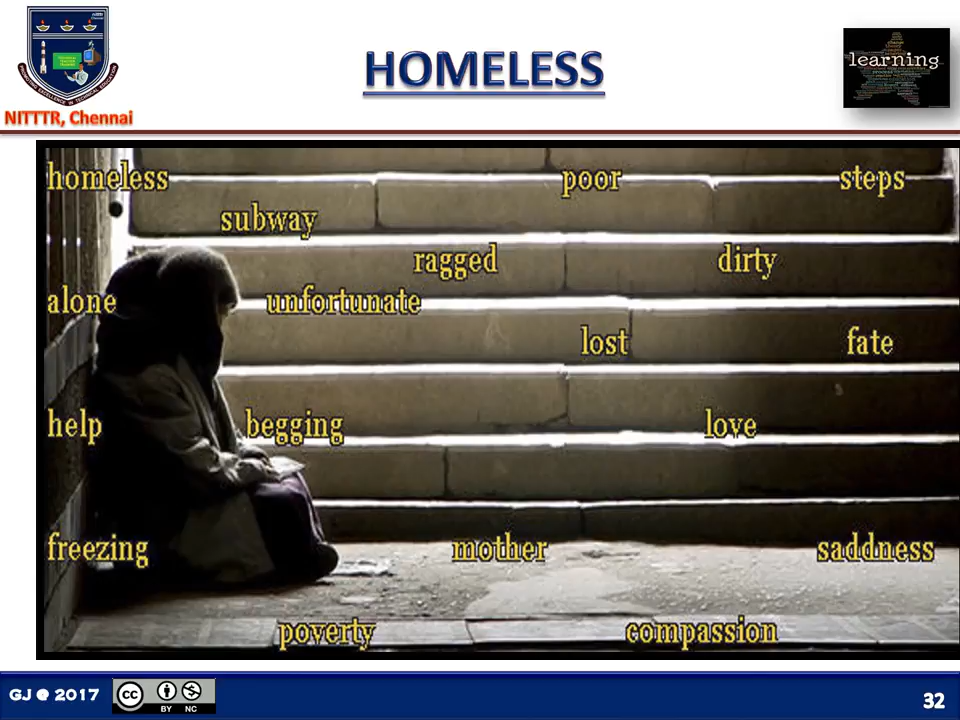 HOMELESS
learning
NITTTR, Chennai
homeless poor steps
subway
ragged dirty
alone unfortunate
lost fate
help begging love
freezing mother saddness
poverty compassion
GJ @ 2017
cc BY NC
32